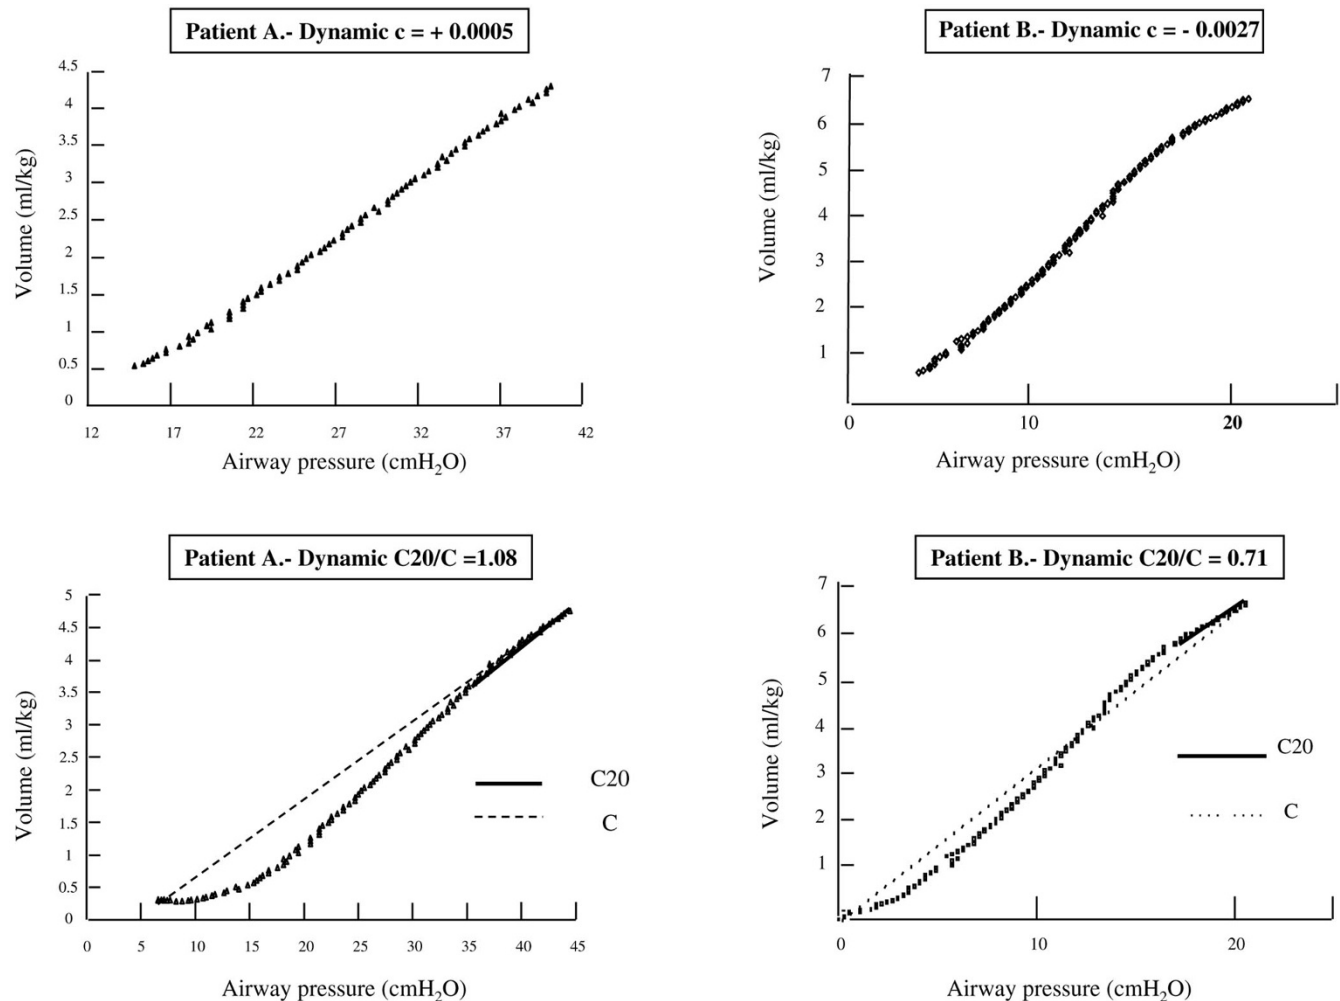 Patient A.- Dynamic c = + 0.0005
4.5
4
3.5
3
2.5
2
1.5
1
0.5
0
Volume (ml/kg)
12 17 22 27 32 37 42
Airway pressure (cmH₂O)
Patient B.- Dynamic c = - 0.0027
7
6
5
4
3
2
1
0 10 20
Volume (ml/kg)
Airway pressure (cmH₂O)
Patient A.- Dynamic C20/C =1.08
5
4.5
4
3.5
3
2.5
2
1.5
1
0.5
0
Volume (ml/kg)
C20
C
0 5 10 15 20 25 30 35 40 45
Airway pressure (cmH₂O)
Patient B.- Dynamic C20/C = 0.71
7
6
5
4
3
2
1
Volume (ml/kg)
C20
C
0 10 20
Airway pressure (cmH₂O)